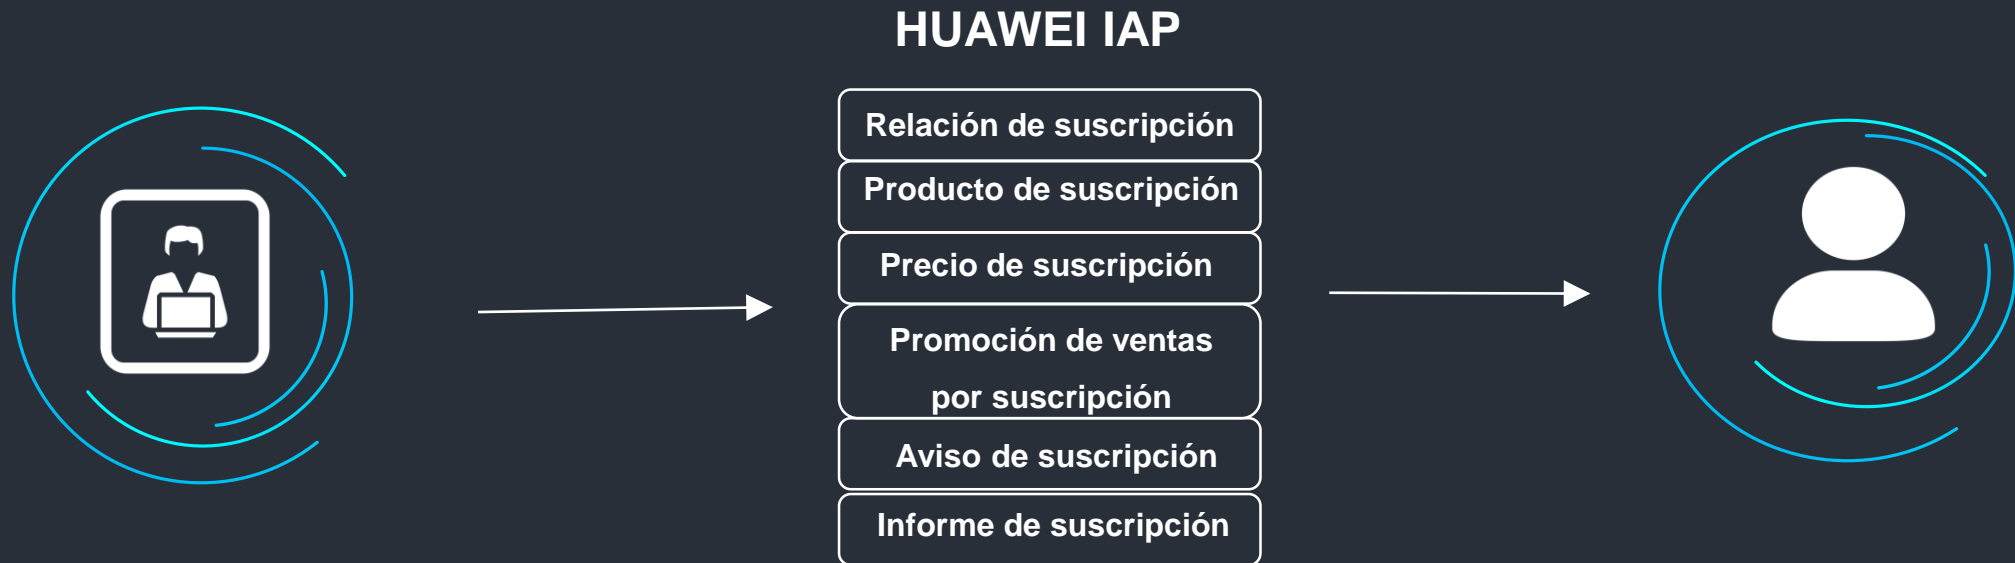 HUAWEI IAP
Relación de suscripción
Producto de suscripción
Precio de suscripción
Promoción de ventas
por suscripción
Aviso de suscripción
Informe de suscripción